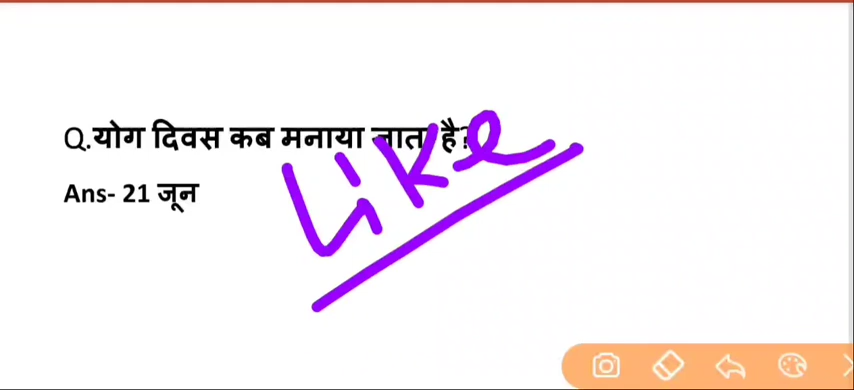 Q.योग दिवस कब मनाया जाता है?
Like
Ans- 21 जून